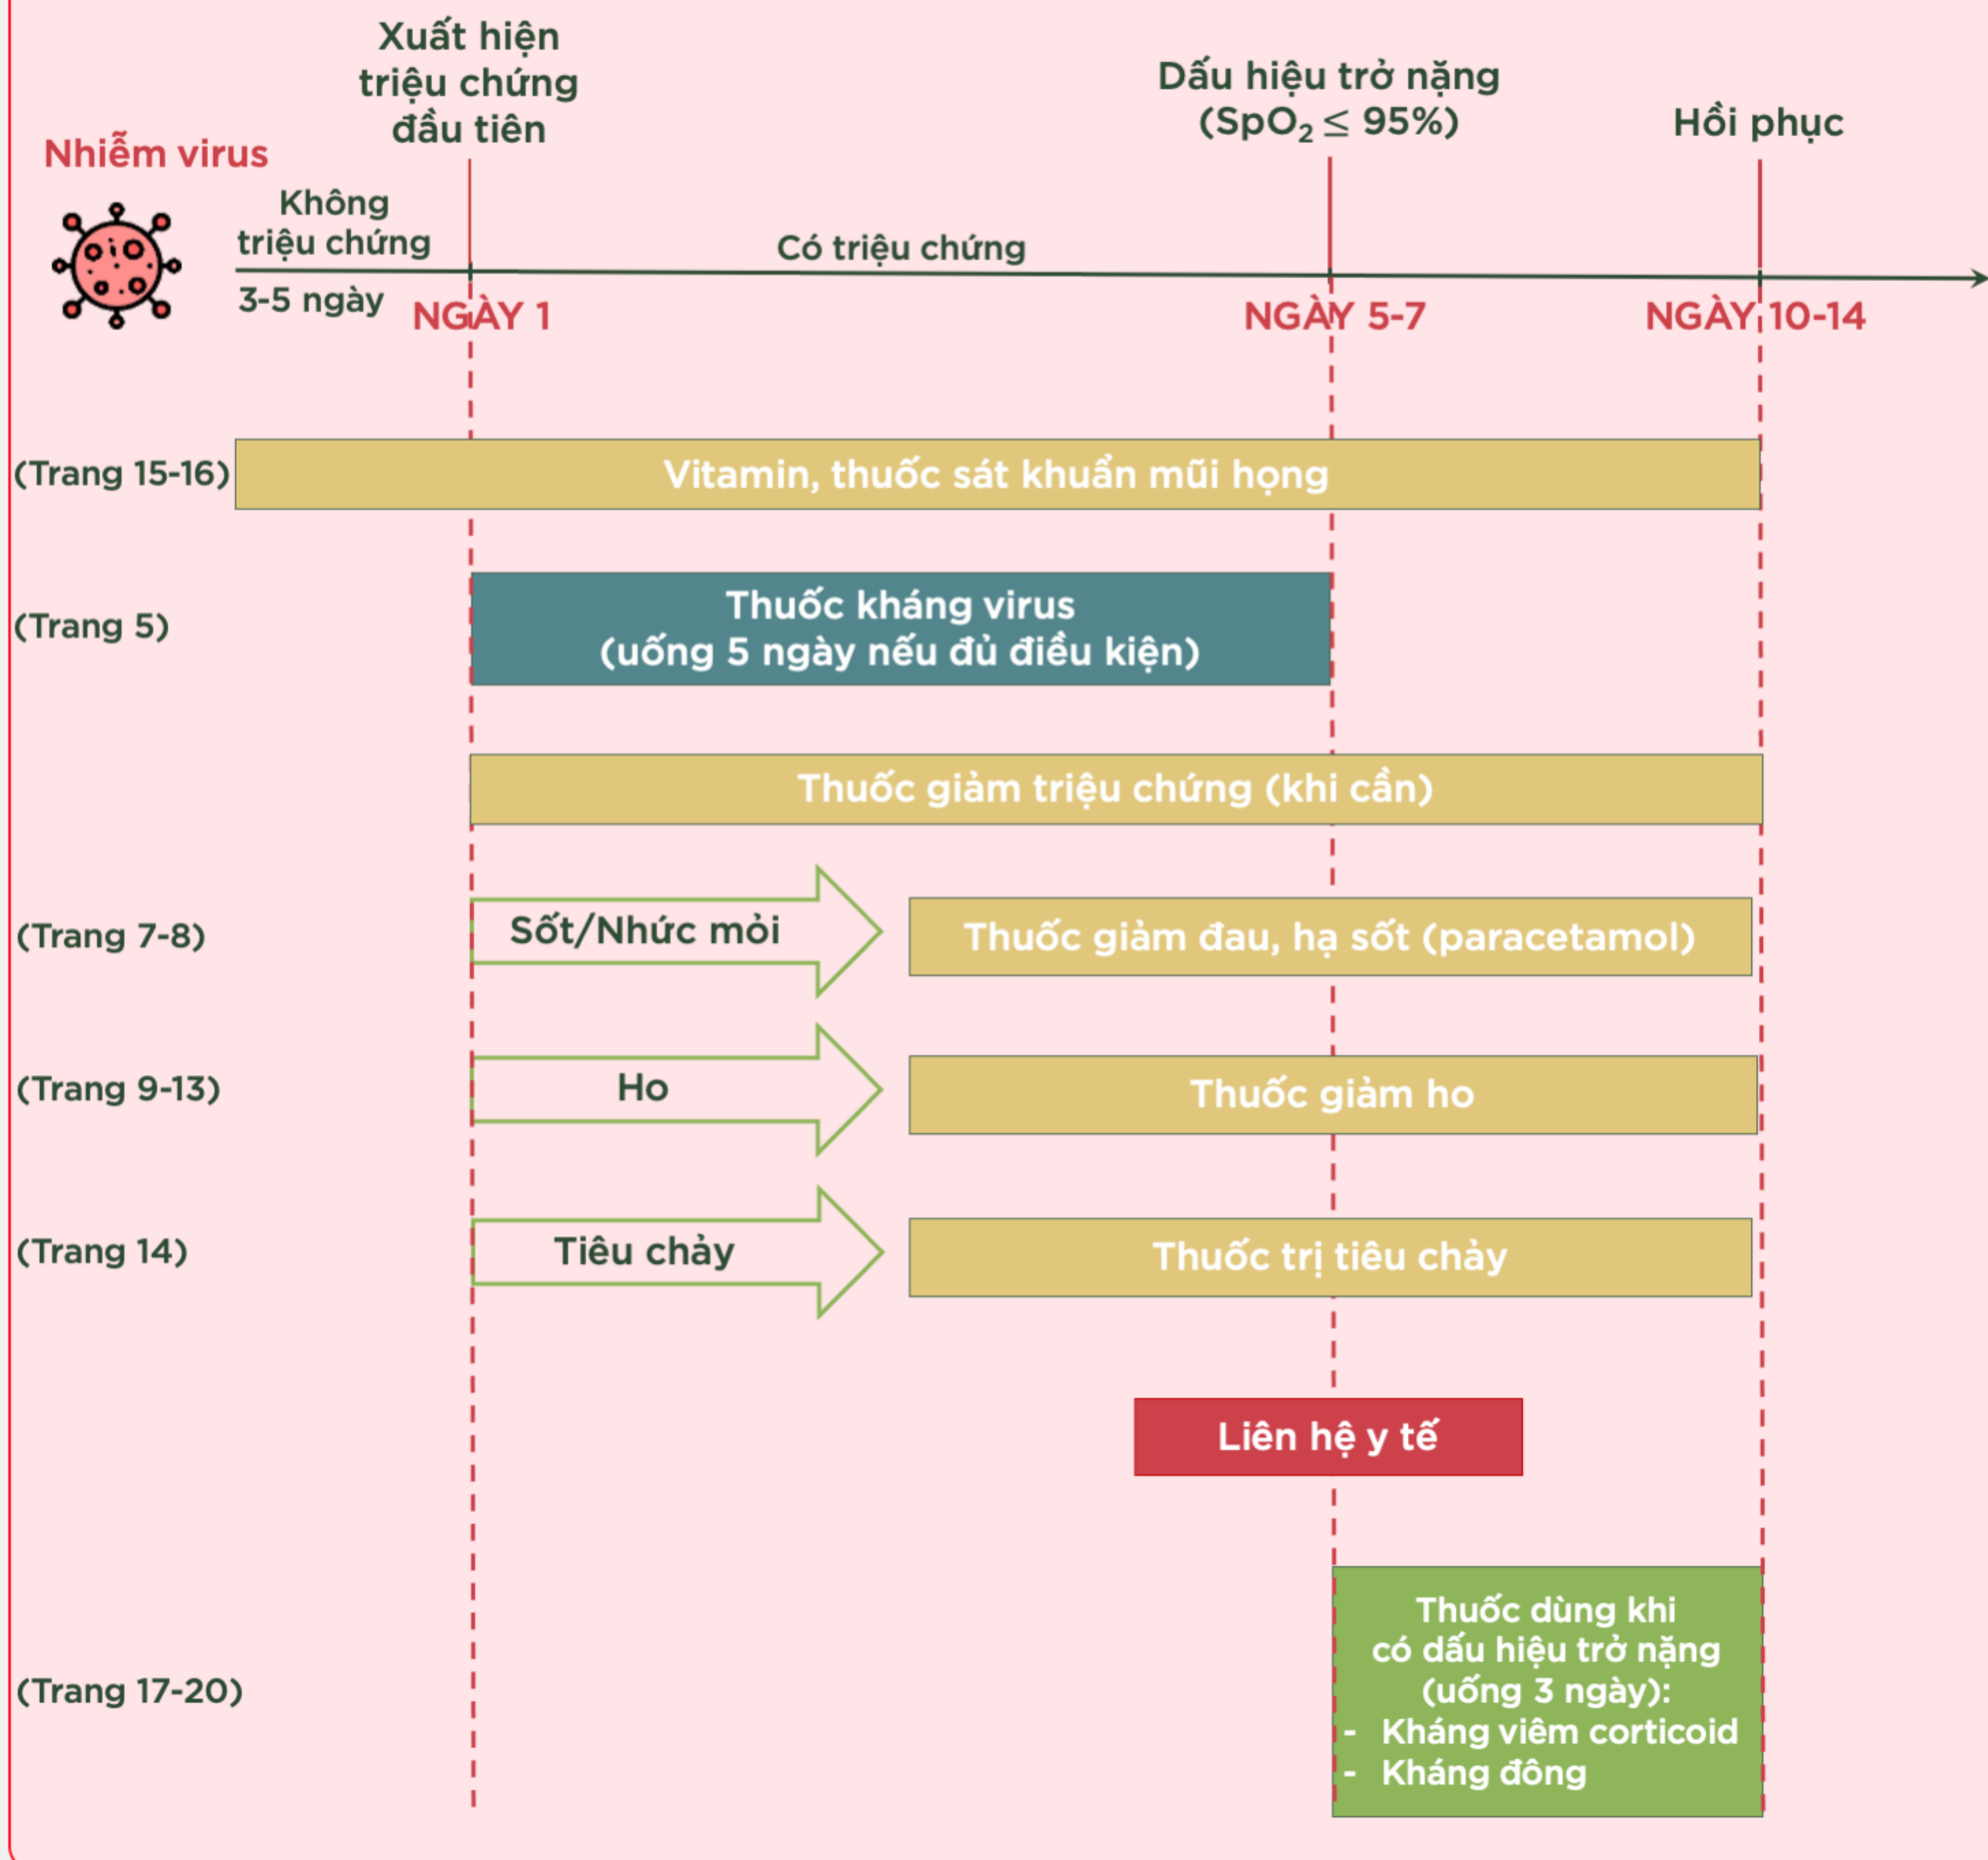 Xuất hiện
triệu chứng
đầu tiên
Dấu hiệu trở nặng
(SpO₂ ≤ 95%)
Hồi phục
Nhiễm virus
Không
triệu chứng
Có triệu chứng
3-5 ngày
NGÀY 1
NGÀY 5-7
NGÀY 10-14
(Trang 15-16)
Vitamin, thuốc sát khuẩn mũi họng
(Trang 5)
Thuốc kháng virus
(uống 5 ngày nếu đủ điều kiện)
Thuốc giảm triệu chứng (khi cần)
(Trang 7-8)
Sốt/Nhức mỏi
Thuốc giảm đau, hạ sốt (paracetamol)
(Trang 9-13)
Ho
Thuốc giảm ho
(Trang 14)
Tiêu chảy
Thuốc trị tiêu chảy
Liên hệ y tế
(Trang 17-20)
Thuốc dùng khi
có dấu hiệu trở nặng
(uống 3 ngày):
- Kháng viêm corticoid
- Kháng đông